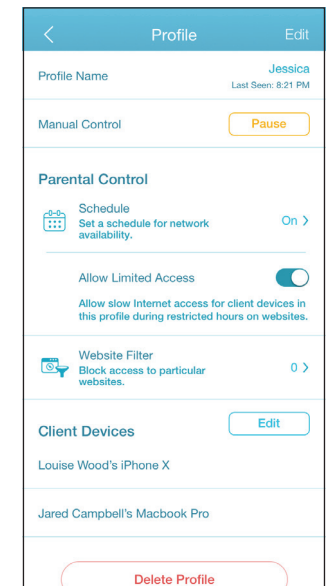 Profile Edit
Profile Name Jessica
Last Seen: 8:21 PM
Manual Control Pause
Parental Control
Schedule
Set a schedule for network
availability.
On
Allow Limited Access
Allow slow Internet access for client devices in
this profile during restricted hours on websites.
Website Filter
Block access to particular
websites.
0
Client Devices Edit
Louise Wood's iPhone X
Jared Campbell's Macbook Pro
Delete Profile